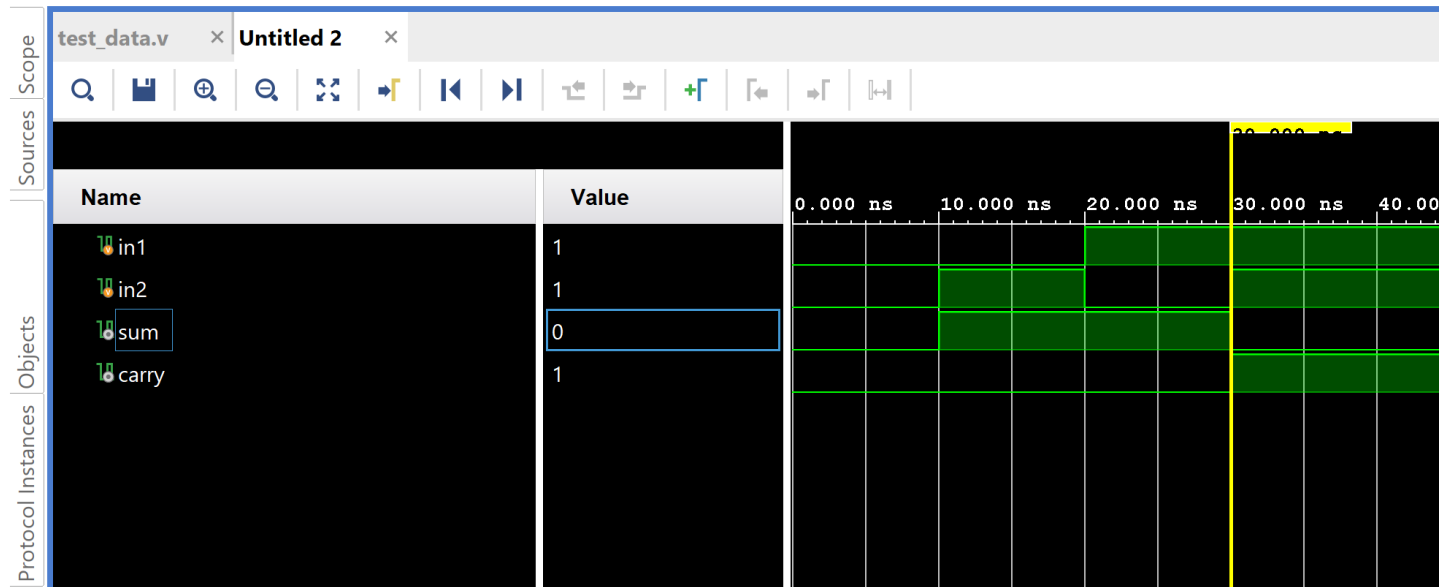 Scope
Sources
Objects
Protocol Instances
test_data.v
Untitled 2
Name
Value
0.000 ns 10.000 ns 20.000 ns 30.000 ns
in1 1
in2 1
sum 0
carry 1